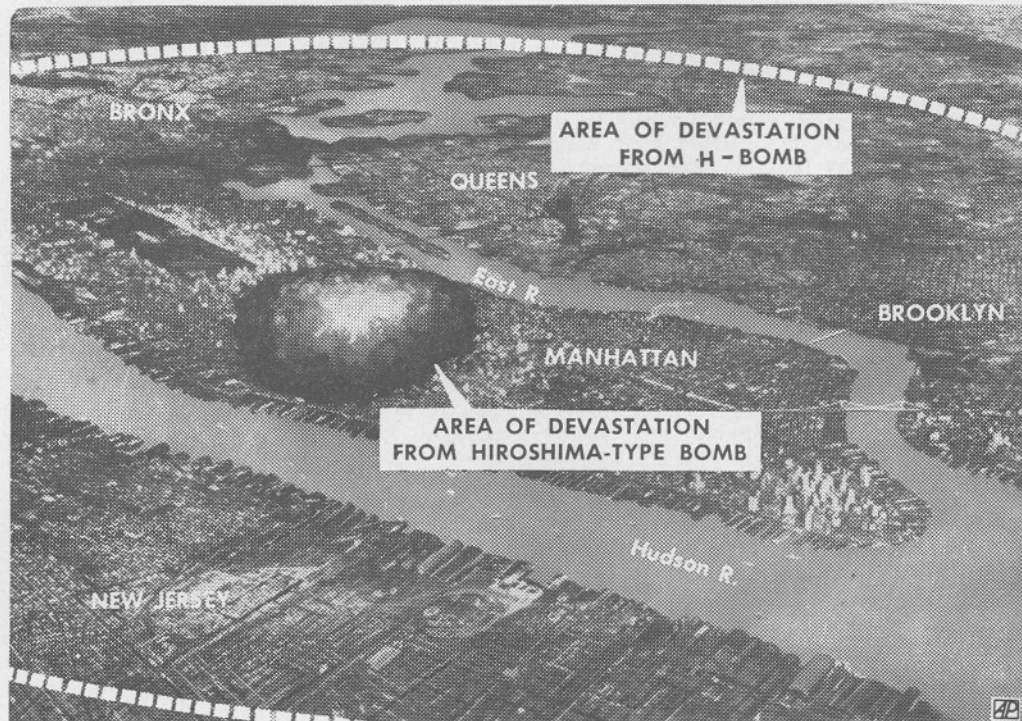 BRONX
AREA OF DEVASTATION
FROM H-BOMB
QUEENS
East R.
BROOKLYN
MANHATTAN
AREA OF DEVASTATION
FROM HIROSHIMA-TYPE BOMB
Hudson R.
NEW JERSEY
AP